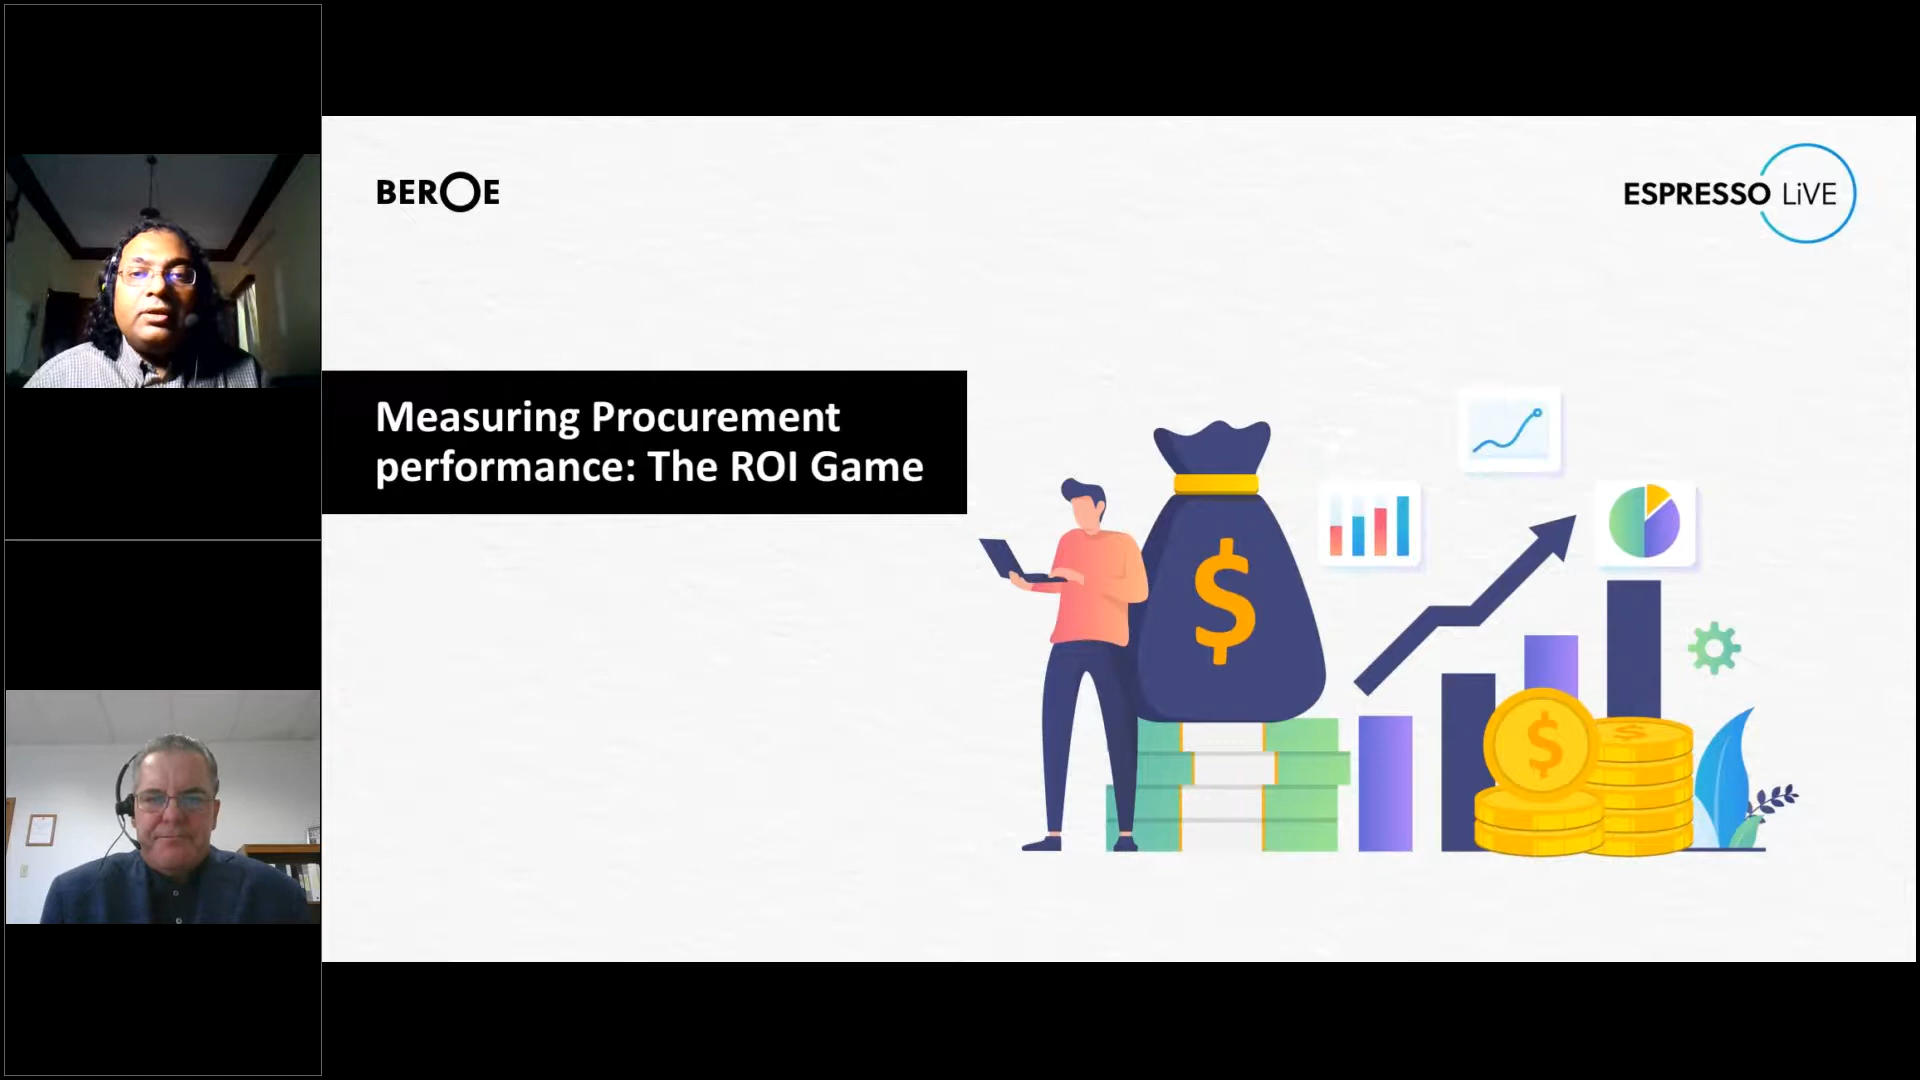 BEROE
ESPRESSO LiVE
Measuring Procurement
performance: The ROI Game
$
$
$